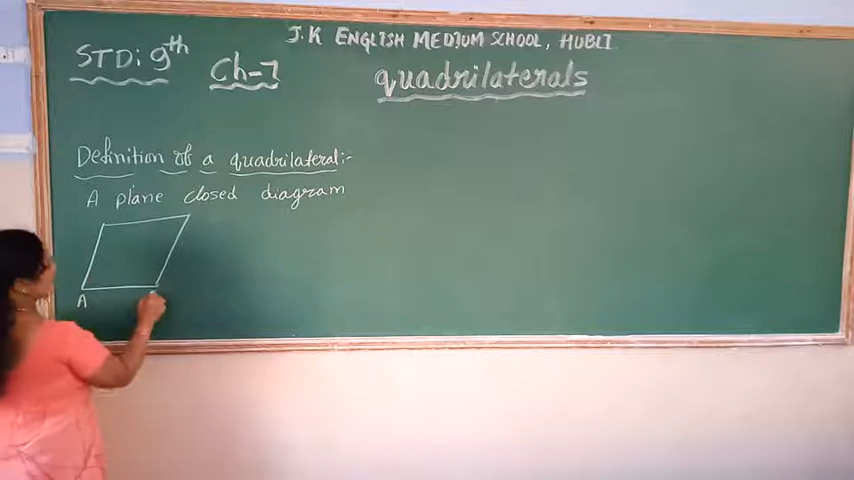 J.K ENGLISH MEDIUM SCHOOL, HUBLI
STD: 9th Ch-7 quadrilaterals
Definition of a quadrilateral:-
A plane closed diagram
A